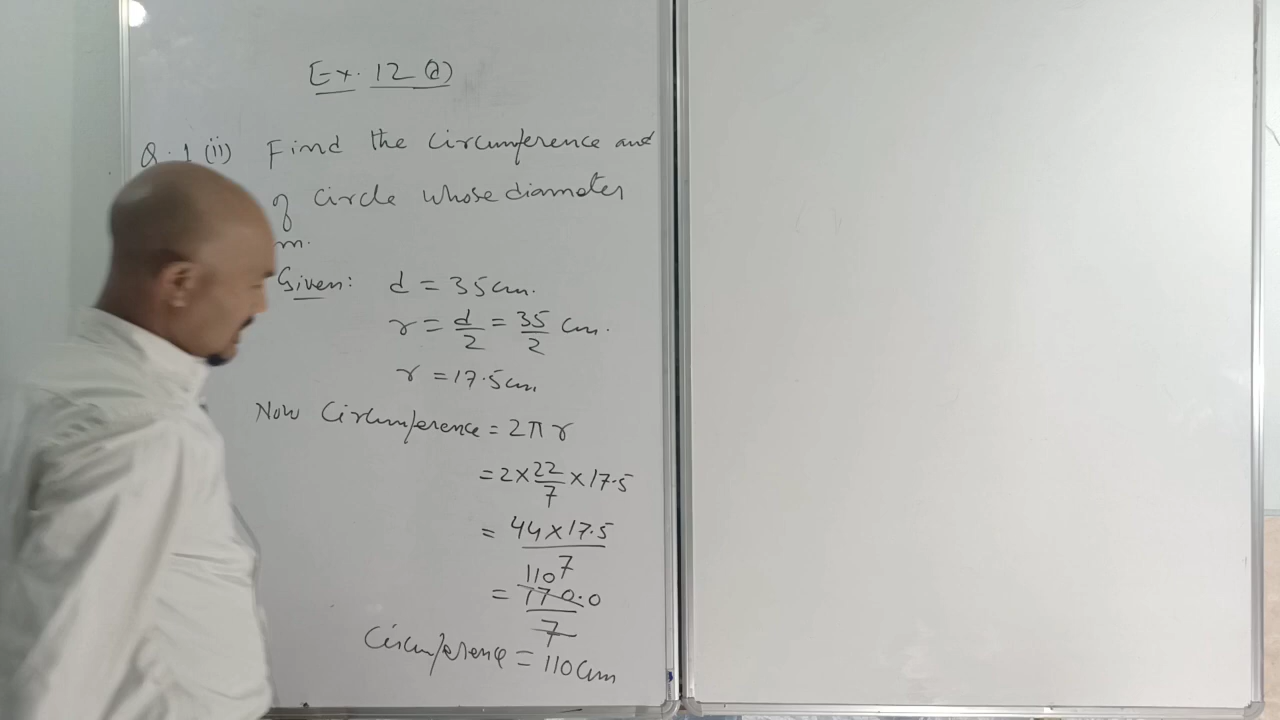 Ex. 12 (a)
Q.1 (ii) Find the circumference and
of circle whose diameter
m.
Given: d = 35 cm.
r = d/2 = 35/2 cm.
r = 17.5 cm
Now Circumference = 2πr
= 2 × 22/7 × 17.5
= 44 × 17.5 / 7
110
= 770.0 / 7
Circumference = 110 cm